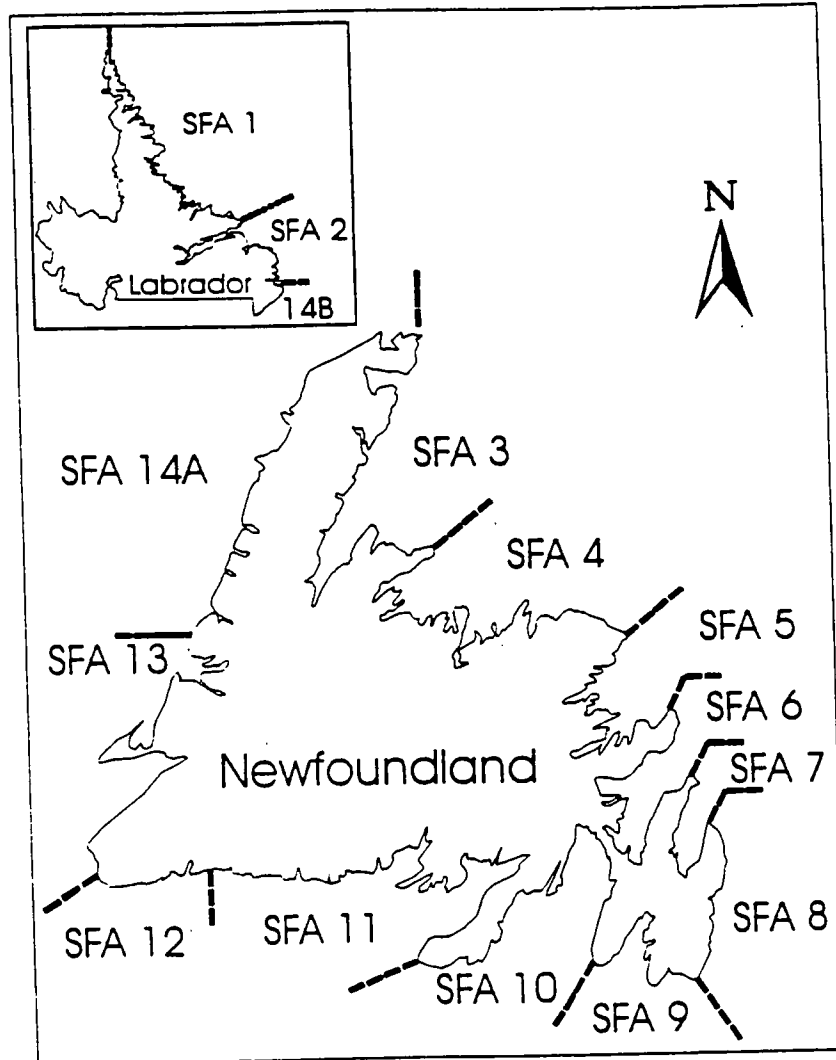 SFA 1
SFA 2
Labrador
14B
N
SFA 14A
SFA 3
SFA 4
SFA 13
SFA 5
SFA 6
Newfoundland
SFA 7
SFA 8
SFA 12
SFA 11
SFA 10
SFA 9